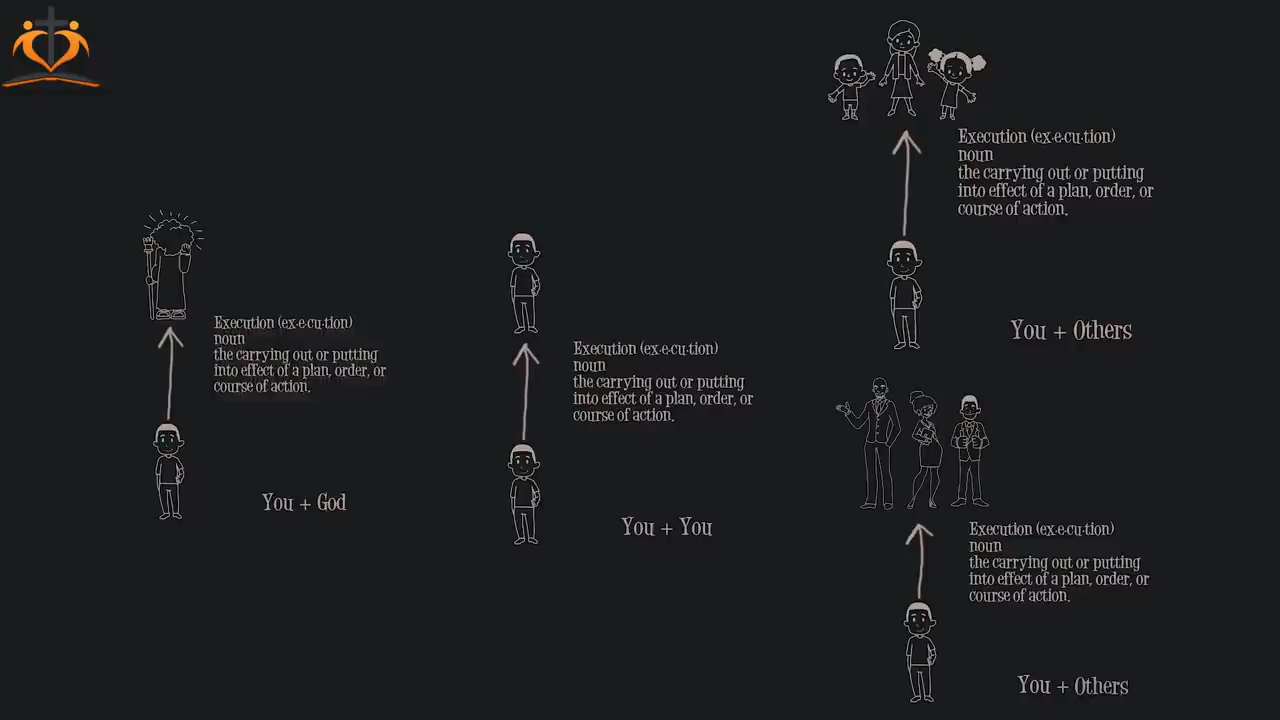 Execution (ex·e·cu·tion)
noun
the carrying out or putting
into effect of a plan, order, or
course of action.
You + God
Execution (ex·e·cu·tion)
noun
the carrying out or putting
into effect of a plan, order, or
course of action.
You + You
Execution (ex·e·cu·tion)
noun
the carrying out or putting
into effect of a plan, order, or
course of action.
You + Others
Execution (ex·e·cu·tion)
noun
the carrying out or putting
into effect of a plan, order, or
course of action.
You + Others